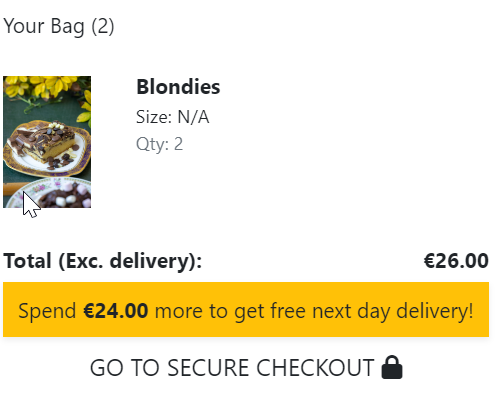 Your Bag (2)
Blondies
Size: N/A
Qty: 2
Total (Exc. delivery): €26.00
Spend €24.00 more to get free next day delivery!
GO TO SECURE CHECKOUT